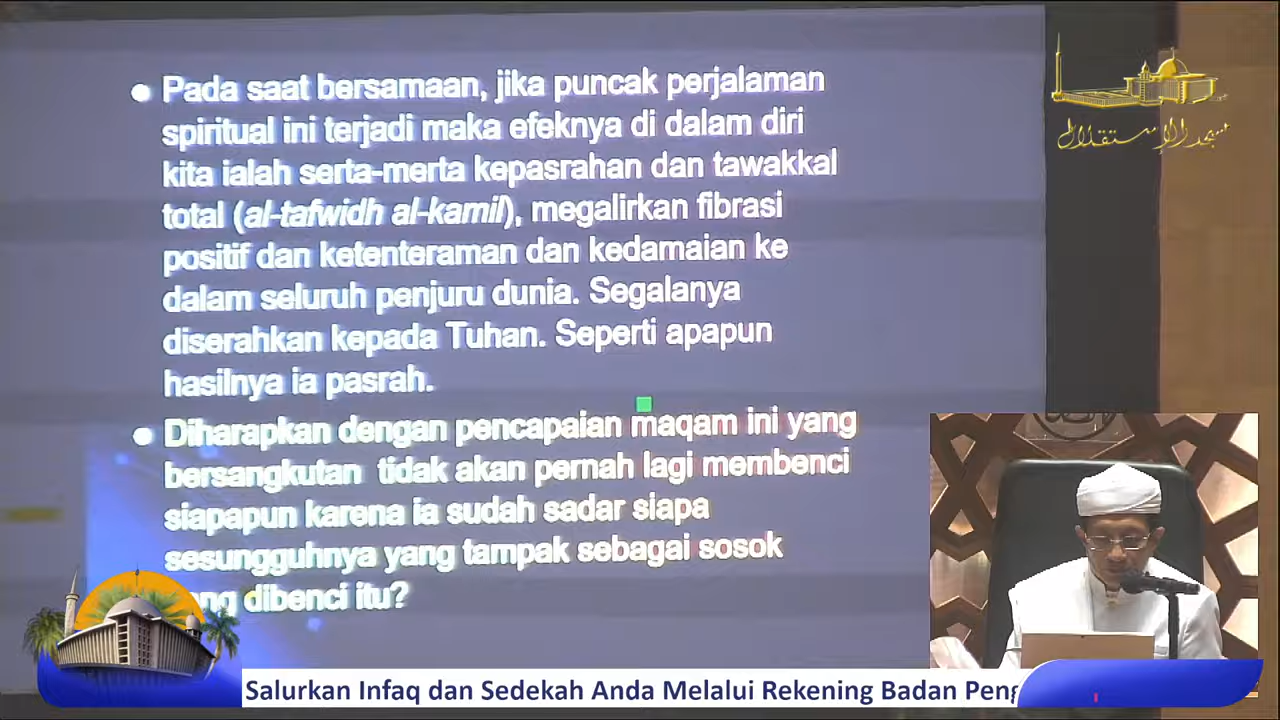 • Pada saat bersamaan, jika puncak perjalaman
spiritual ini terjadi maka efeknya di dalam diri
kita ialah serta-merta kepasrahan dan tawakkal
total (al-tafwidh al-kamil), megalirkan fibrasi
positif dan ketenteraman dan kedamaian ke
dalam seluruh penjuru dunia. Segalanya
diserahkan kepada Tuhan. Seperti apapun
hasilnya ia pasrah.
• Diharapkan dengan pencapaian maqam ini yang
bersangkutan tidak akan pernah lagi membenci
siapapun karena ia sudah sadar siapa
sesungguhnya yang tampak sebagai sosok
ang dibenci itu?
مسجد الإستقلال
Salurkan Infaq dan Sedekah Anda Melalui Rekening Badan Peng